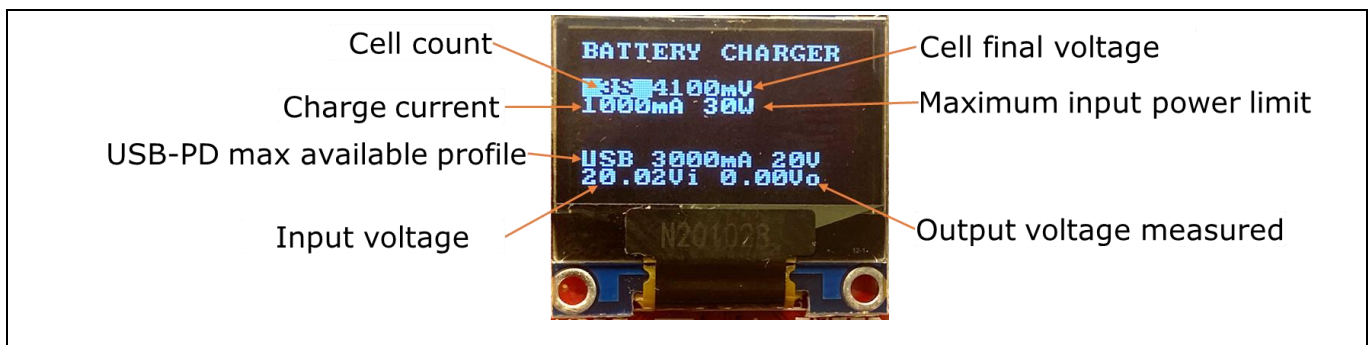 Cell count
BATTERY CHARGER
Cell final voltage
3S 4100mV
Charge current
1000mA 30W
Maximum input power limit
USB-PD max available profile
USB 3000mA 20V
20.02Vi 0.00Vo
Input voltage
N201028
Output voltage measured